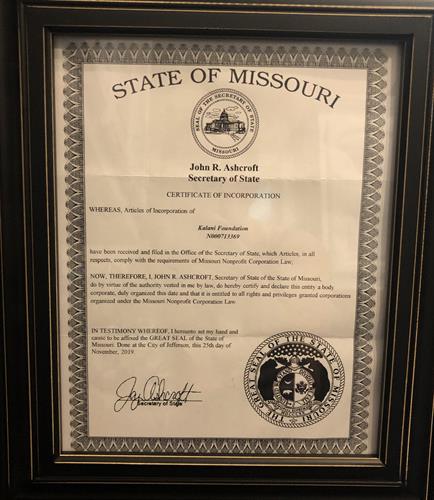 STATE OF MISSOURI
SEAL OF THE SECRETARY OF STATE
MISSOURI
John R. Ashcroft
Secretary of State
CERTIFICATE OF INCORPORATION
WHEREAS, Articles of Incorporation of
Kalani Foundation
N000713369
have been received and filed in the Office of the Secretary of State, which Articles, in all
respects, comply with the requirements of Missouri Nonprofit Corporation Law;
NOW, THEREFORE, I, JOHN R. ASHCROFT, Secretary of State of the State of Missouri,
do by virtue of the authority vested in me by law, do hereby certify and declare this entity a body
corporate, duly organized this date and that it is entitled to all rights and privileges granted corporations
organized under the Missouri Nonprofit Corporation Law
IN TESTIMONY WHEREOF, I hereunto set my hand
and cause to be affixed the GREAT SEAL of the State of
Missouri. Done at the City of Jefferson, this 25th day of
November, 2019.
Secretary of State
THE GREAT SEAL OF THE STATE OF MISSOURI